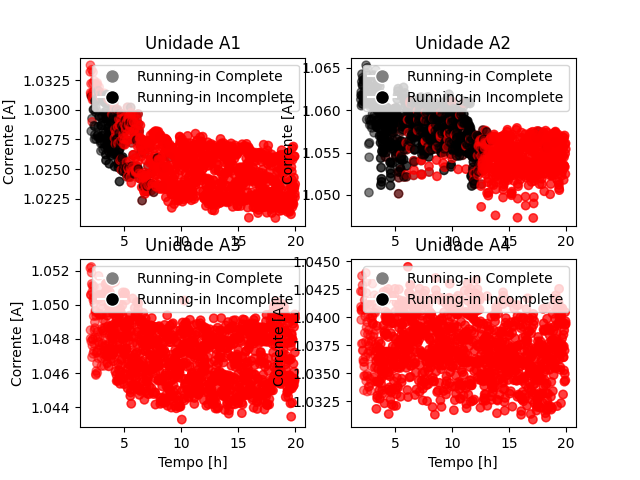 Unidade A1
Unidade A2
1.0325
1.0300
1.0275
1.0250
1.0225
Corrente [A]
5
10
15
20
Running-in Complete
Running-in Incomplete
1.065
1.060
1.055
1.050
Corrente [A]
5
10
15
20
Running-in Complete
Running-in Incomplete
Unidade A3
Unidade A4
1.052
1.050
1.048
1.046
1.044
Corrente [A]
5
10
15
20
Tempo [h]
Running-in Complete
Running-in Incomplete
1.0450
1.0425
1.0400
1.0375
1.0350
1.0325
Corrente [A]
5
10
15
20
Tempo [h]
Running-in Complete
Running-in Incomplete